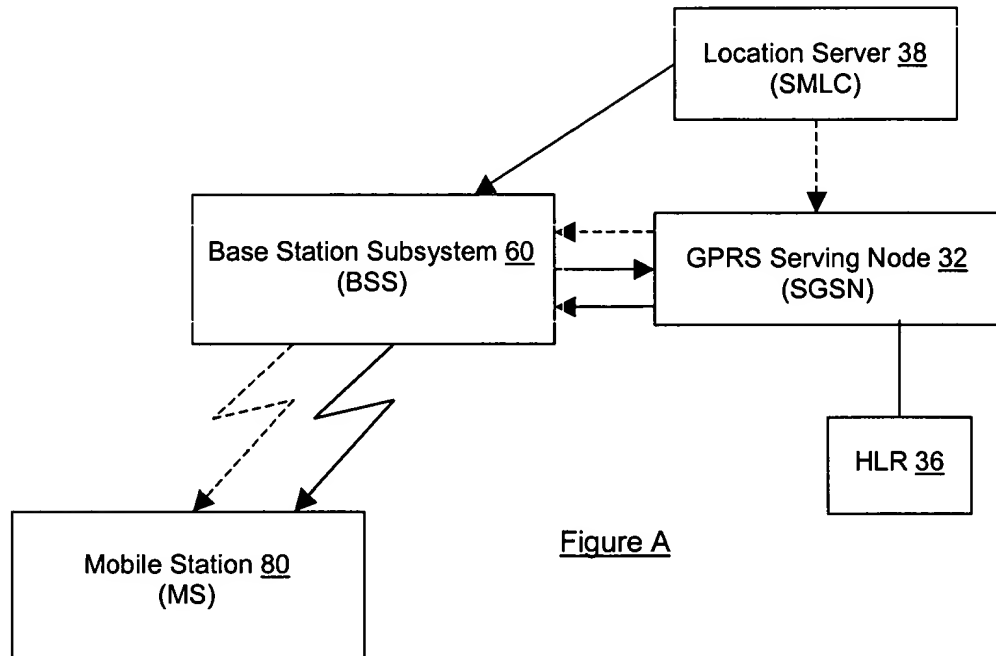 Location Server 38
(SMLC)
Base Station Subsystem 60
(BSS)
GPRS Serving Node 32
(SGSN)
HLR 36
Figure A
Mobile Station 80
(MS)